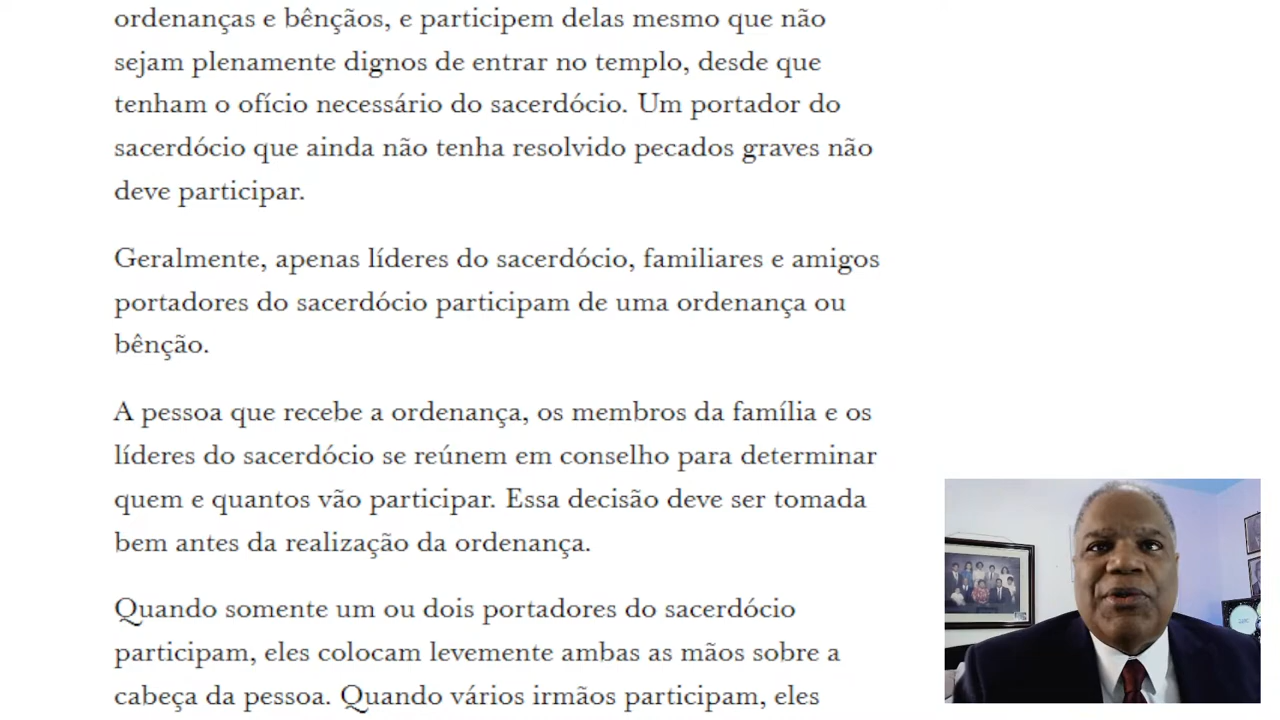 ordenanças e bênçãos, e participem delas mesmo que não
sejam plenamente dignos de entrar no templo, desde que
tenham o ofício necessário do sacerdócio. Um portador do
sacerdócio que ainda não tenha resolvido pecados graves não
deve participar.
Geralmente, apenas líderes do sacerdócio, familiares e amigos
portadores do sacerdócio participam de uma ordenança ou
bênção.
A pessoa que recebe a ordenança, os membros da família e os
líderes do sacerdócio se reúnem em conselho para determinar
quem e quantos vão participar. Essa decisão deve ser tomada
bem antes da realização da ordenança.
Quando somente um ou dois portadores do sacerdócio
participam, eles colocam levemente ambas as mãos sobre a
cabeça da pessoa. Quando vários irmãos participam, eles